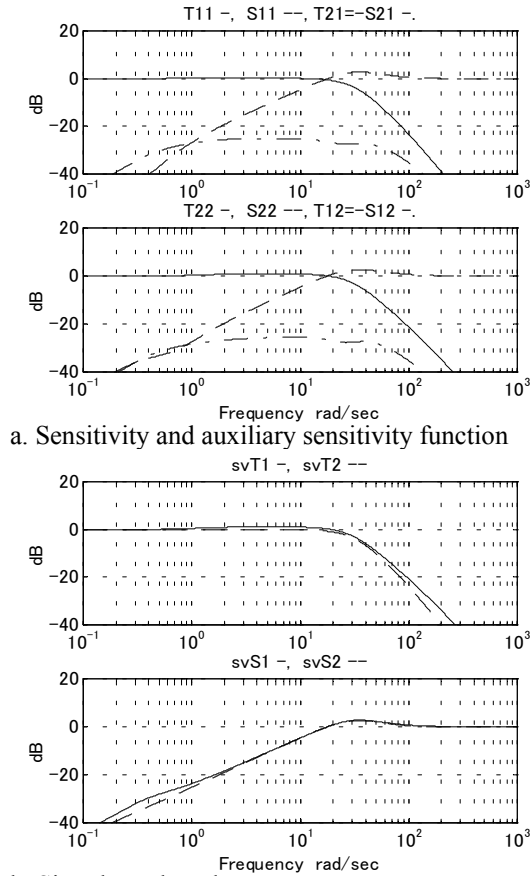 T11 -, S11 --, T21=-S21 -.
20
0
-20
-40
dB
10^-1 10^0 10^1 10^2 10^3
T22 -, S22 --, T12=-S12 -.
20
0
-20
-40
dB
10^-1 10^0 10^1 10^2 10^3
Frequency rad/sec
a. Sensitivity and auxiliary sensitivity function
svT1 -, svT2 --
20
0
-20
-40
dB
10^-1 10^0 10^1 10^2 10^3
svS1 -, svS2 --
20
0
-20
-40
dB
10^-1 10^0 10^1 10^2 10^3
Frequency rad/sec